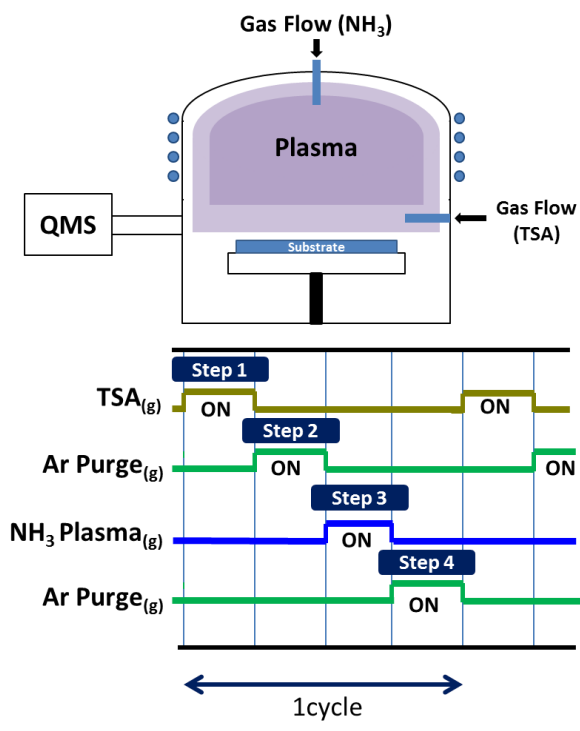 Gas Flow (NH₃)
Plasma
QMS
Gas Flow
(TSA)
Substrate
Step 1
TSA(g)
ON
ON
Step 2
Ar Purge(g)
ON
ON
Step 3
NH₃ Plasma(g)
ON
Step 4
Ar Purge(g)
ON
1cycle